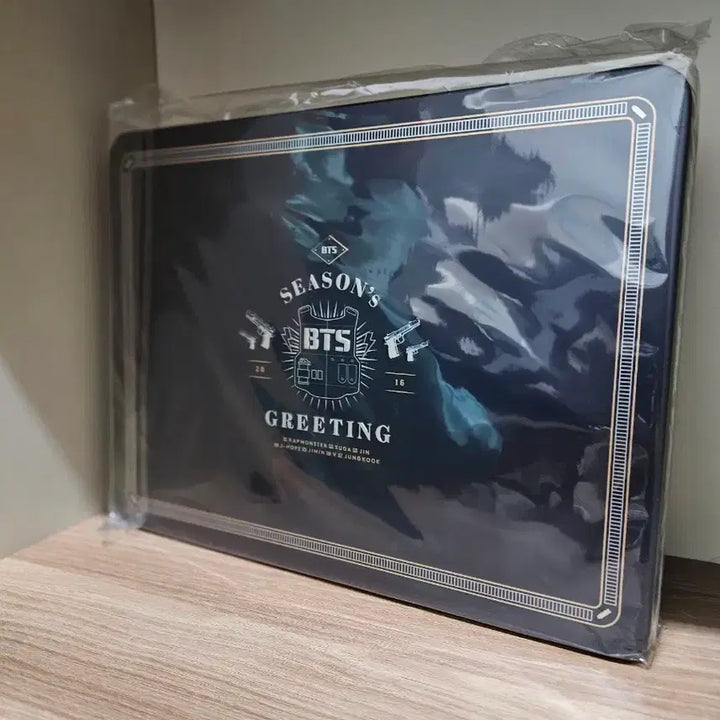 BTS
SEASON'S
BTS
20 16
GREETING
RAPMONSTER SUGA JIN
J-HOPE JIMIN V JUNGKOOK